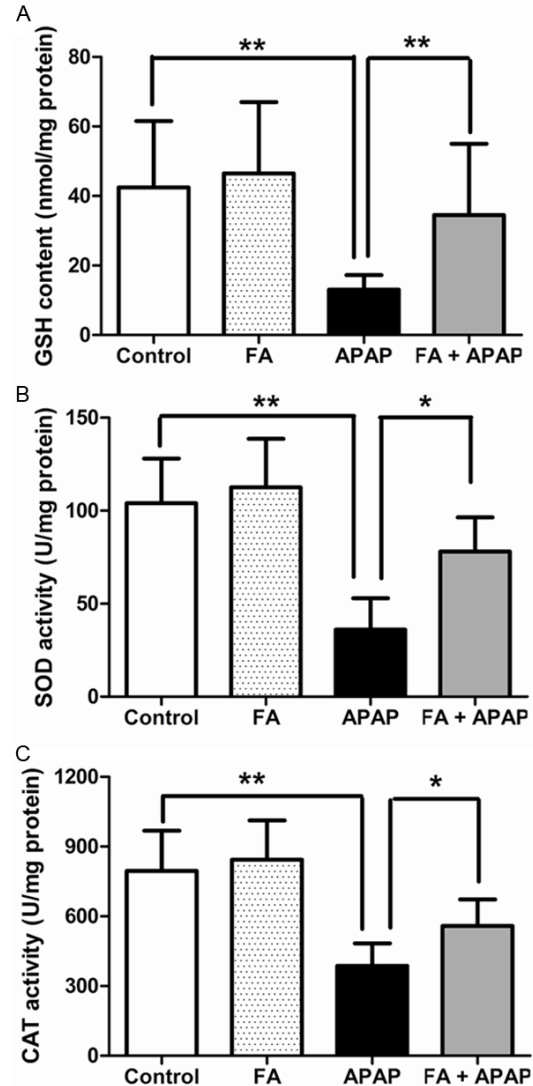 A
GSH content (nmol/mg protein)
80
60
40
20
0
** **
Control FA APAP FA + APAP
B
SOD activity (U/mg protein)
150
100
50
0
** *
Control FA APAP FA + APAP
C
CAT activity (U/mg protein)
1200
900
600
300
0
** *
Control FA APAP FA + APAP